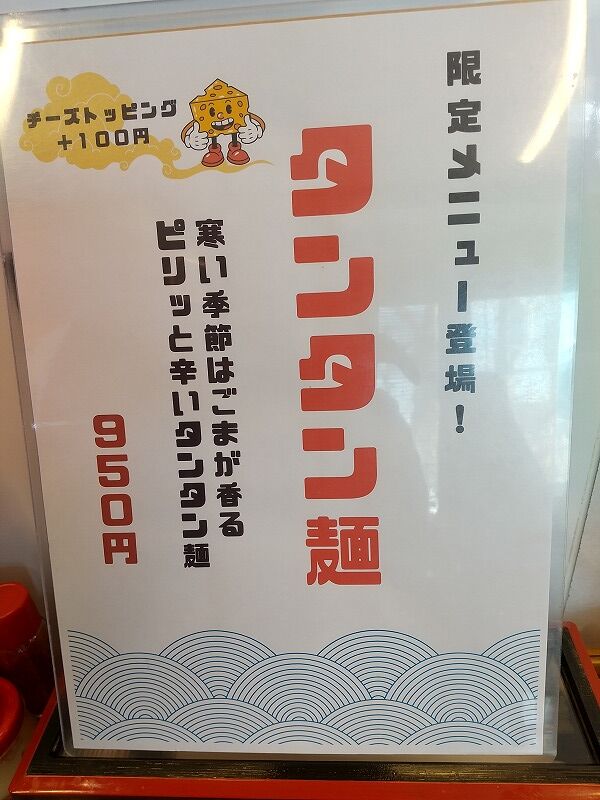 限定メニュー登場！
タンタン麺
寒い季節はごまが香る
ピリッと辛いタンタン麺
950円
チーズトッピング
+100円